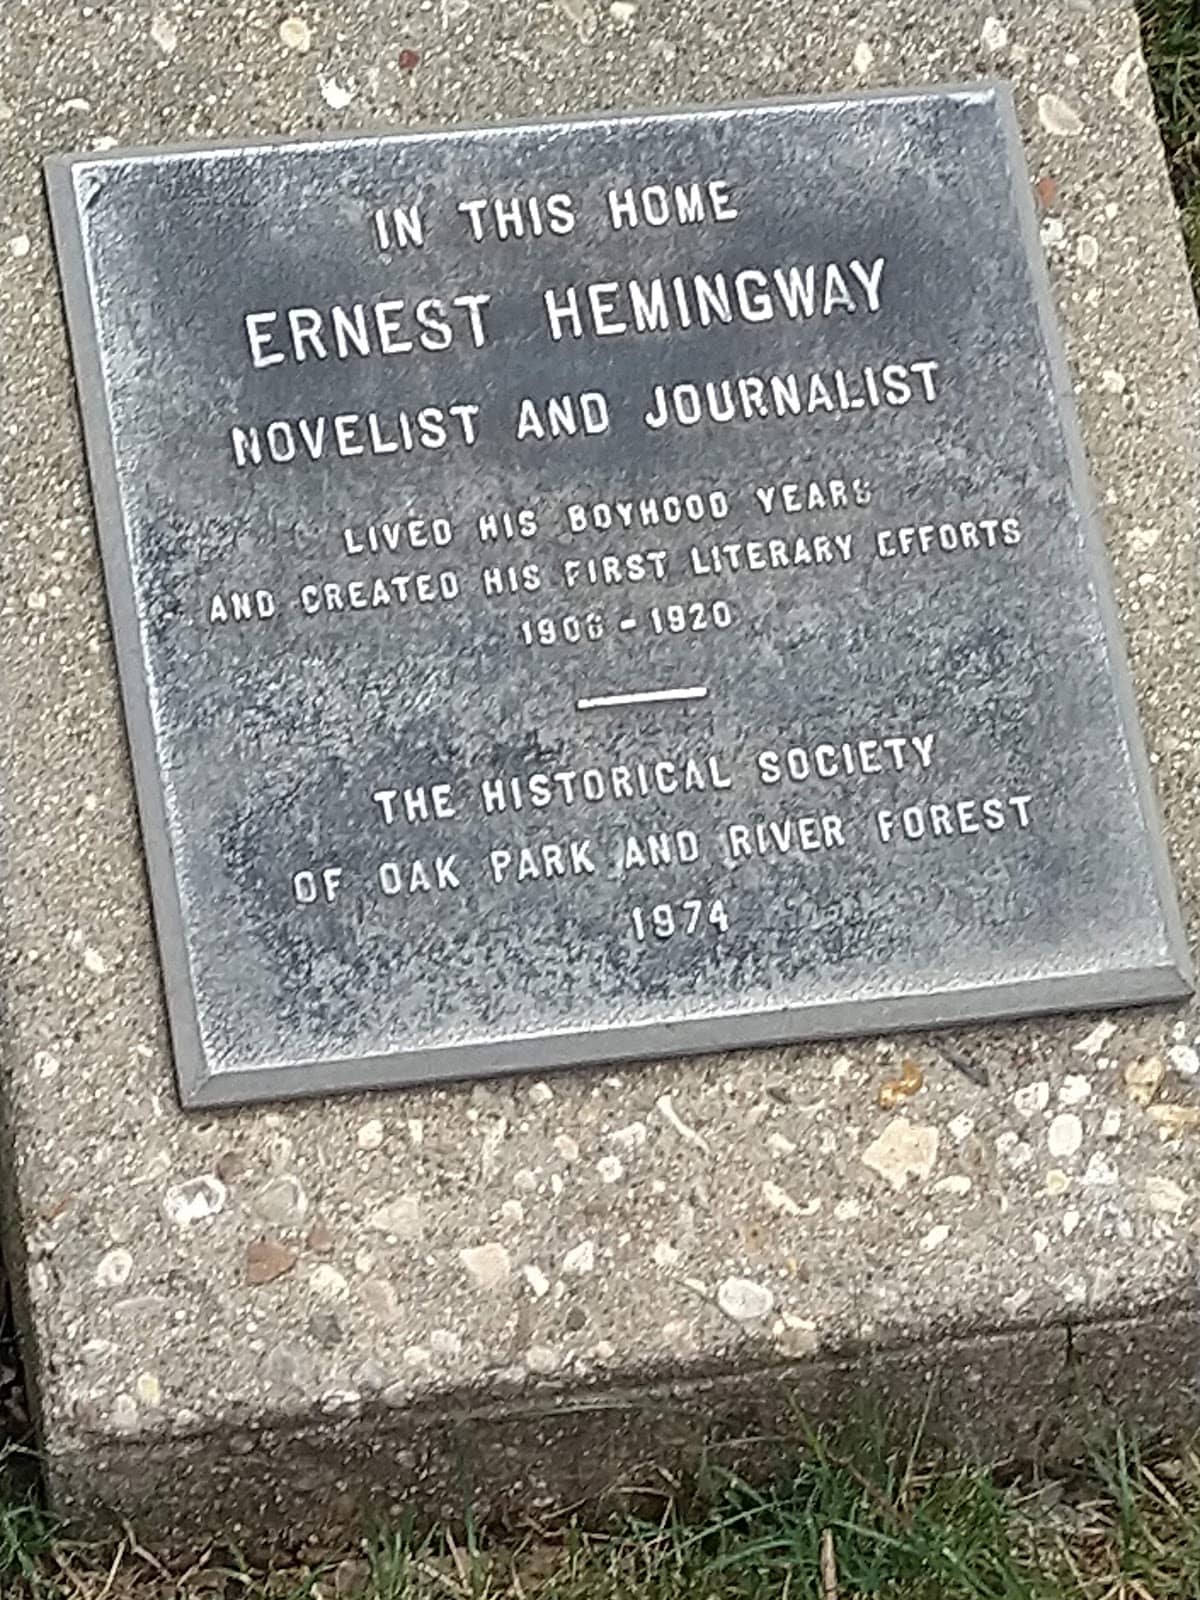 IN THIS HOME
ERNEST HEMINGWAY
NOVELIST AND JOURNALIST
LIVED HIS BOYHOOD YEARS
AND CREATED HIS FIRST LITERARY EFFORTS
1906 - 1920
THE HISTORICAL SOCIETY
OF OAK PARK AND RIVER FOREST
1974